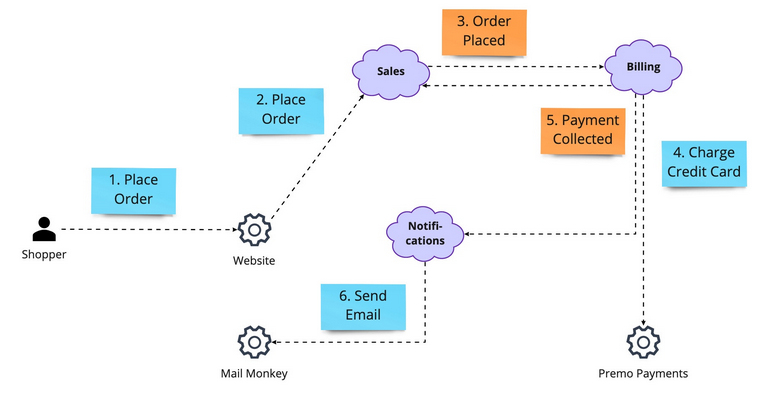 3. Order
Placed
Sales
Billing
2. Place
Order
5. Payment
Collected
4. Charge
Credit Card
1. Place
Order
Shopper
Website
Notifi-
cations
6. Send
Email
Mail Monkey
Premo Payments